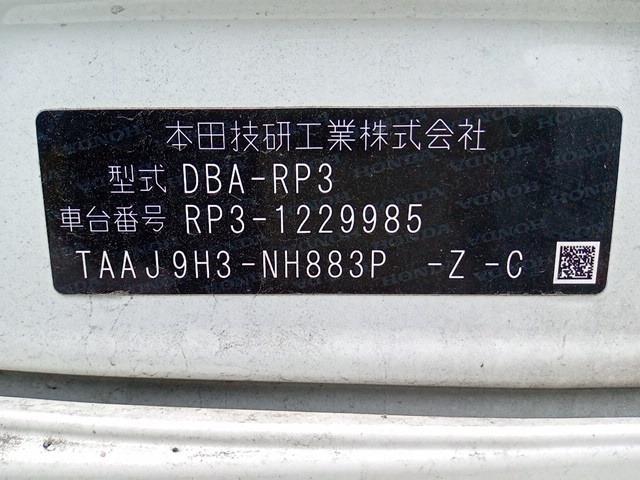 本田技研工業株式会社
型式 DBA-RP3
車台番号 RP3-1229985
TAAJ9H3-NH883P -Z-C